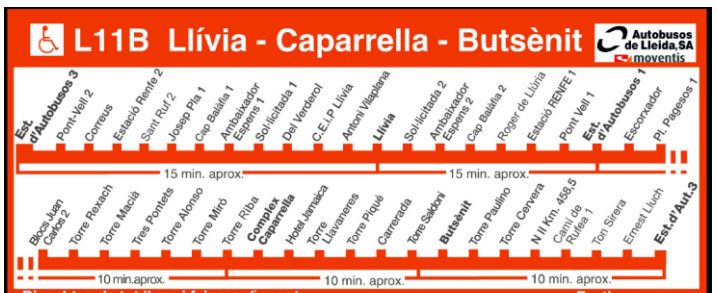 L11B Llívia - Caparrella - Butsènit
Autobusos
de Lleida,SA
moventis
Est.
d'Autobusos 3
Pont-Vell 2
Correus
Estació Renfe 2
Sant Ruf 2
Josep Pla 1
Cap Balàfia 1
Ambaixador
Espens 1
Sol·licitada 1
Del Verderol
C.E.i.P Llívia
Antoni Vilaplana
Llívia
Sol·licitada 2
Ambaixador
Espens 2
Cap Balàfia 2
Roger de Llúria
Estació RENFE 1
Pont Vell 1
Est.
d'Autobusos 1
Escorxador
Pl. Pagesos 1
15 min. aprox.
15 min. aprox.
Blocs Juan
Carlos 2
Torre Rexach
Torre Macià
Tres Pontets
Torre Alonso
Torre Miró
Torre Riba
Complex
Caparrella
Hotel Jamaica
Torre
Llavaneres
Torre Piqué
Carrerada
Torre Saldoni
Butsènit
Torre Paulino
Torre Cervera
N II Km. 458,5
Camí de
Rufea 1
Ton Sirera
Ernest Lluch
Est.d'Aut.3
10 min.aprox.
10 min. aprox.
10 min. aprox.